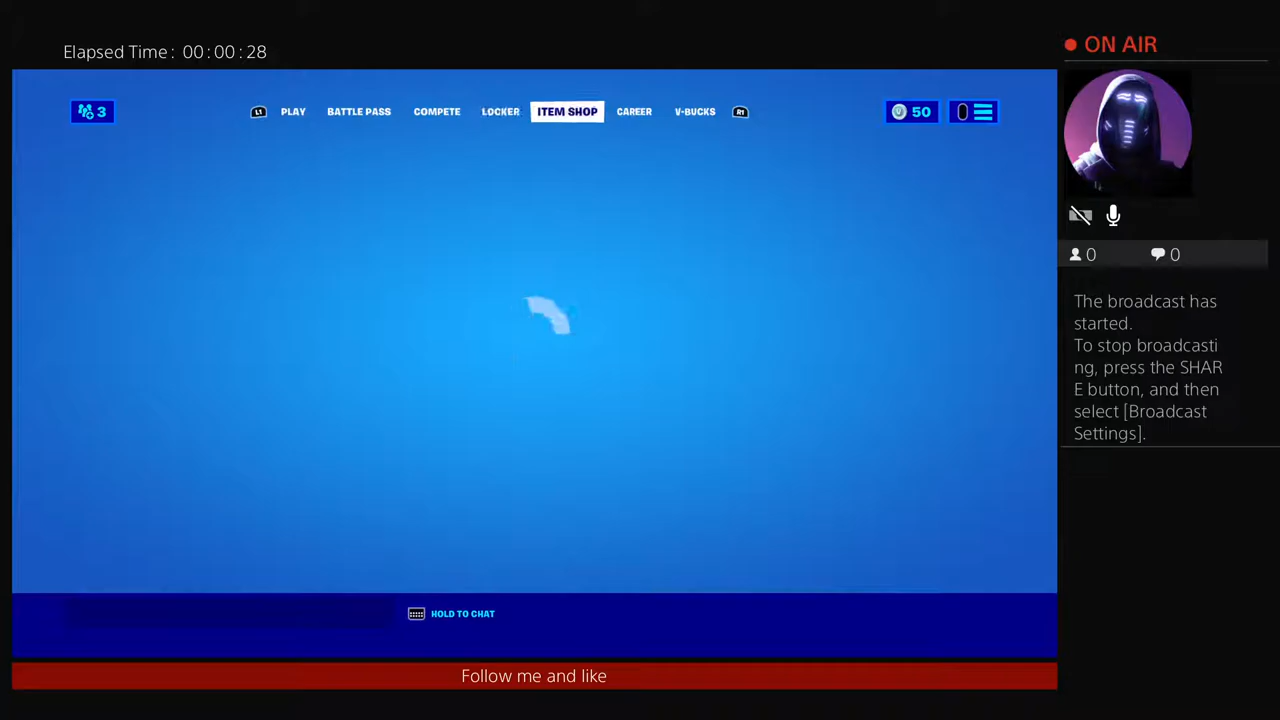 Elapsed Time: 00:00:28
ON AIR
3
L1 PLAY BATTLE PASS COMPETE LOCKER ITEM SHOP CAREER V-BUCKS R1
50
0 0
The broadcast has
started.
To stop broadcasti
ng, press the SHAR
E button, and then
select [Broadcast
Settings].
HOLD TO CHAT
Follow me and like